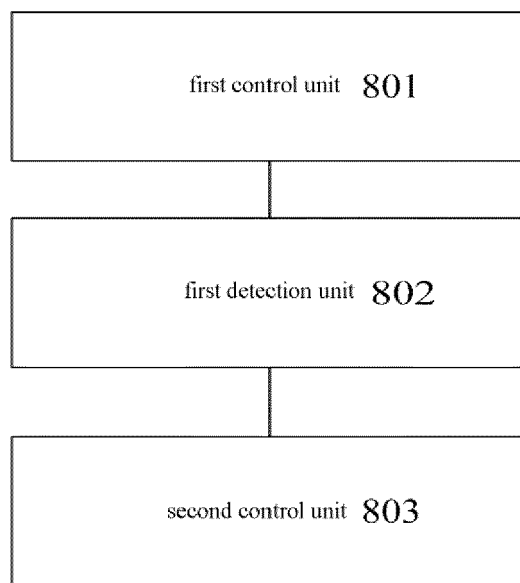 first control unit 801
first detection unit 802
second control unit 803